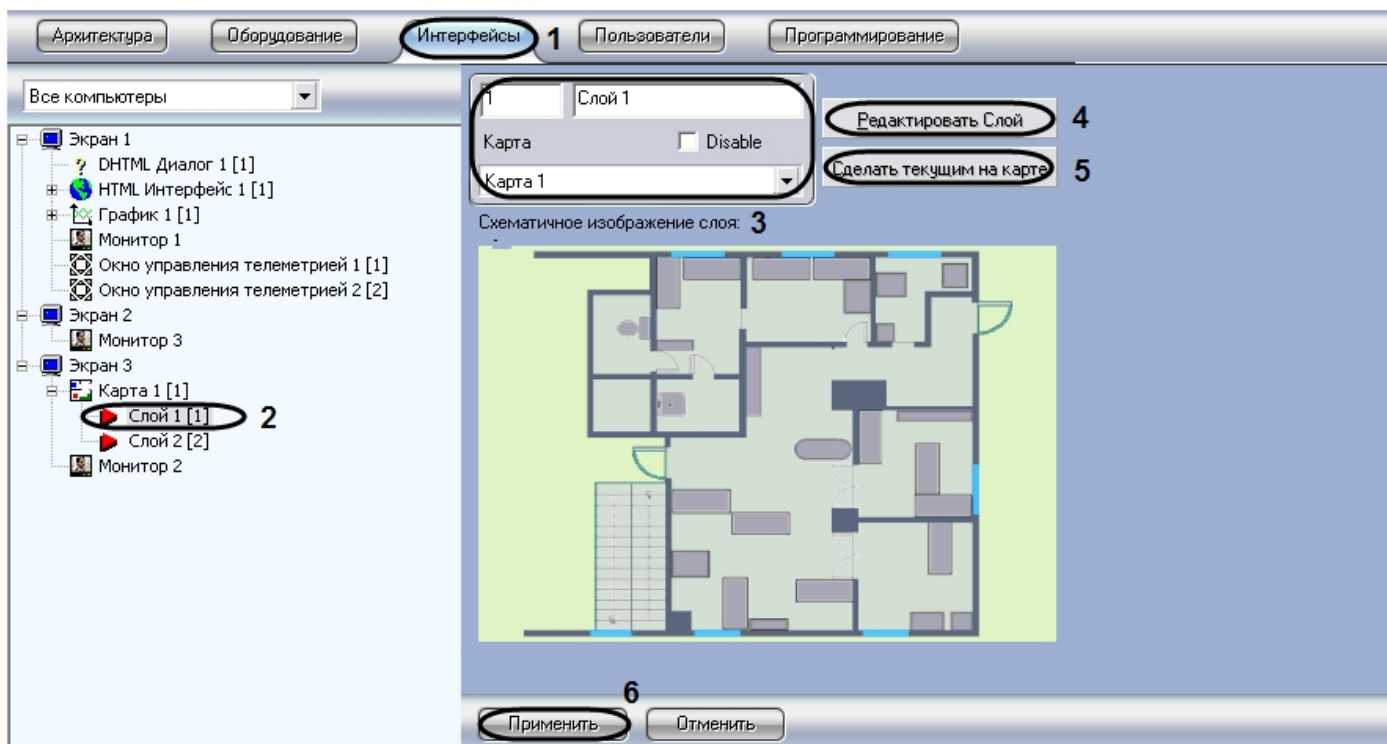 Архитектура Оборудование Интерфейсы 1 Пользователи Программирование
Все компьютеры
Экран 1
DHTML Диалог 1 [1]
HTML Интерфейс 1 [1]
График 1 [1]
Монитор 1
Окно управления телеметрией 1 [1]
Окно управления телеметрией 2 [2]
Экран 2
Монитор 3
Экран 3
Карта 1 [1]
Слой 1 [1] 2
Слой 2 [2]
Монитор 2
1 Слой 1
Карта Disable
Карта 1
Редактировать Слой 4
Сделать текущим на карте 5
Схематичное изображение слоя: 3
6
Применить Отменить